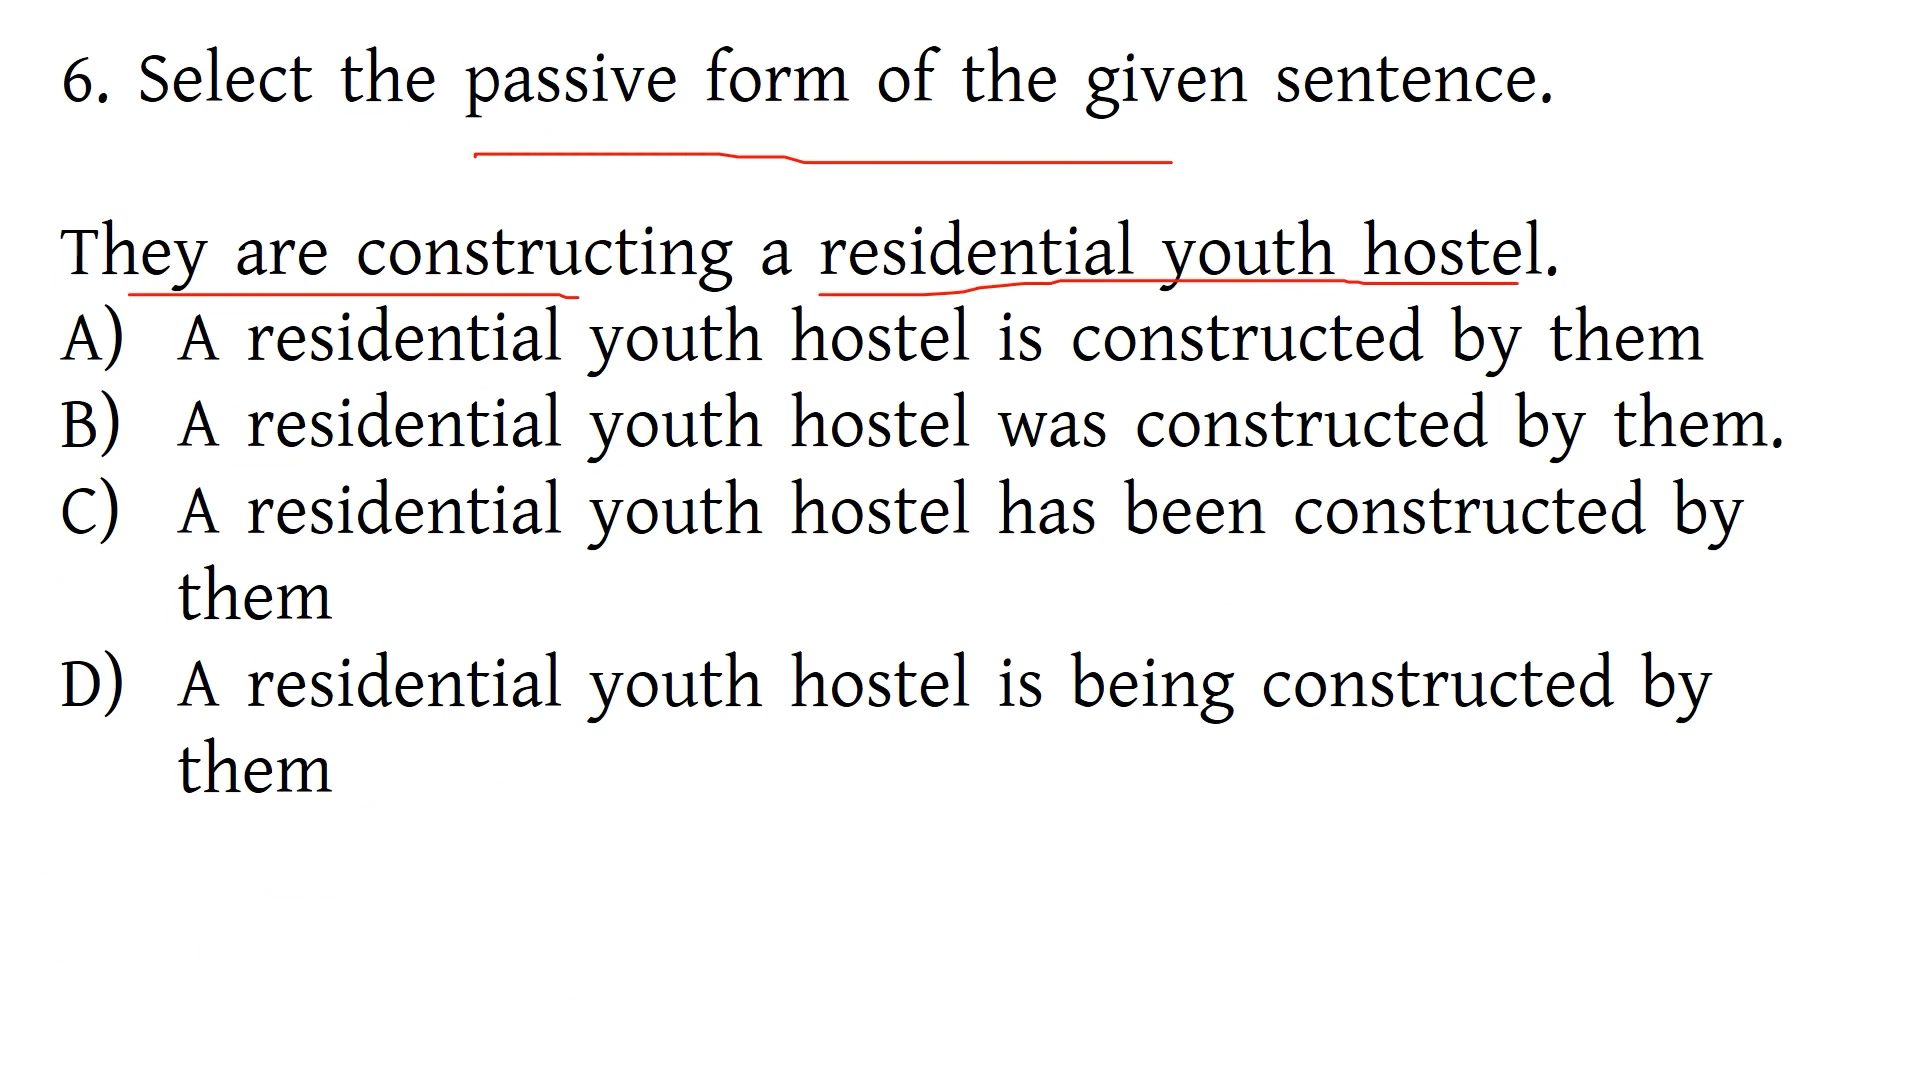 6. Select the passive form of the given sentence.
They are constructing a residential youth hostel.
A) A residential youth hostel is constructed by them
B) A residential youth hostel was constructed by them.
C) A residential youth hostel has been constructed by
them
D) A residential youth hostel is being constructed by
them